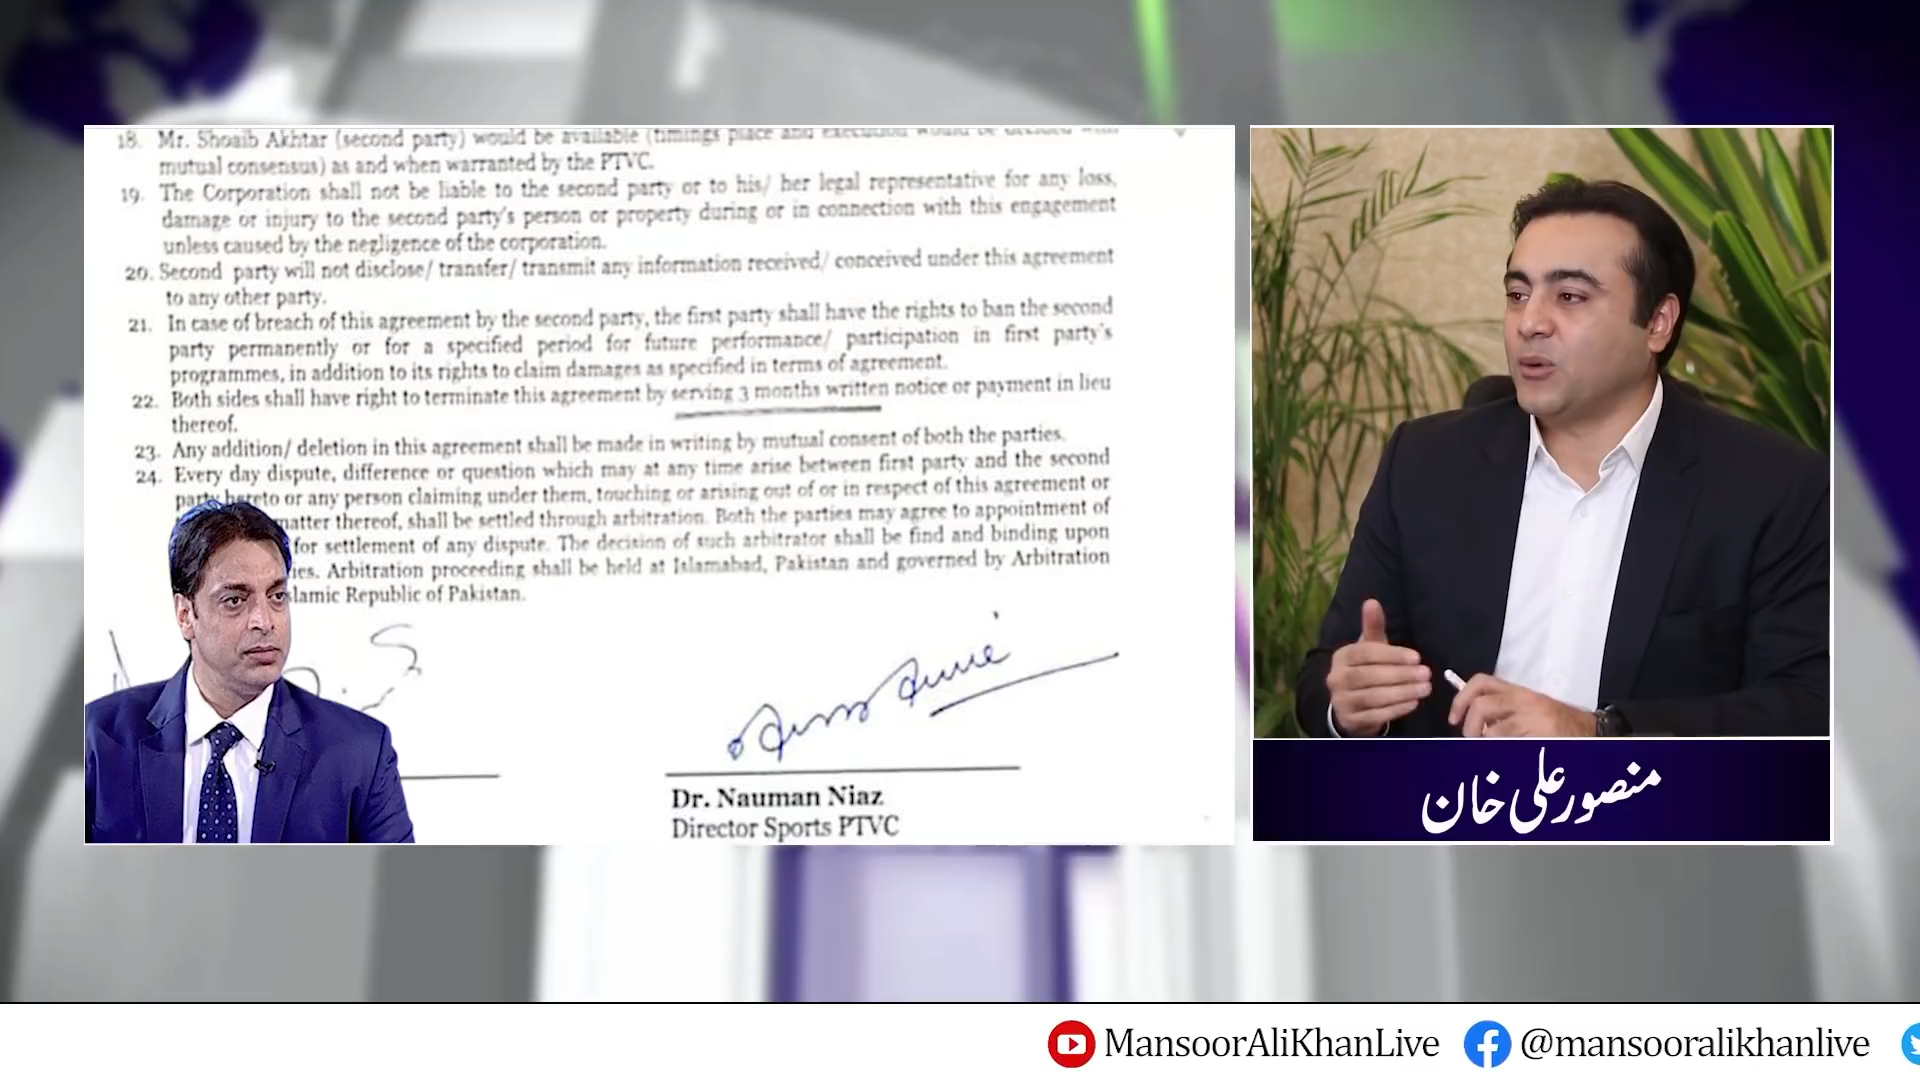 18. Mr. Shoaib Akhtar (second party) would be available (timings place and execution would be decided with
mutual consensus) as and when warranted by the PTVC.
19. The Corporation shall not be liable to the second party or to his/ her legal representative for any loss,
damage or injury to the second party's person or property during or in connection with this engagement
unless caused by the negligence of the corporation.
20. Second party will not disclose/ transfer/ transmit any information received/ conceived under this agreement
to any other party.
21. In case of breach of this agreement by the second party, the first party shall have the rights to ban the second
party permanently or for a specified period for future performance/ participation in first party's
programmes, in addition to its rights to claim damages as specified in terms of agreement.
22. Both sides shall have right to terminate this agreement by serving 3 months written notice or payment in lieu
thereof.
23. Any addition/ deletion in this agreement shall be made in writing by mutual consent of both the parties.
24. Every day dispute, difference or question which may at any time arise between first party and the second
party hereto or any person claiming under them, touching or arising out of or in respect of this agreement or
matter thereof, shall be settled through arbitration. Both the parties may agree to appointment of
for settlement of any dispute. The decision of such arbitrator shall be find and binding upon
ies. Arbitration proceeding shall be held at Islamabad, Pakistan and governed by Arbitration
slamic Republic of Pakistan.
Dr. Nauman Niaz
Director Sports PTVC
منصور علی خان
MansoorAliKhanLive @mansooralikhanlive